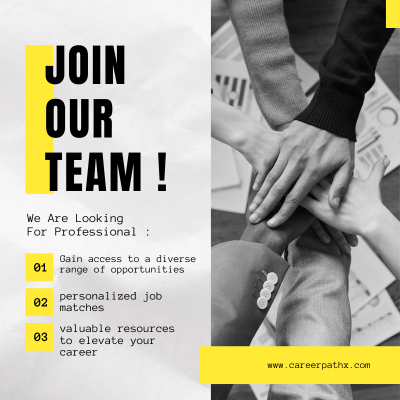 JOIN
OUR
TEAM !
We Are Looking
For Professional :
01
Gain access to a diverse
range of opportunities
02
personalized job
matches
03
valuable resources
to elevate your
career
www.careerpathx.com